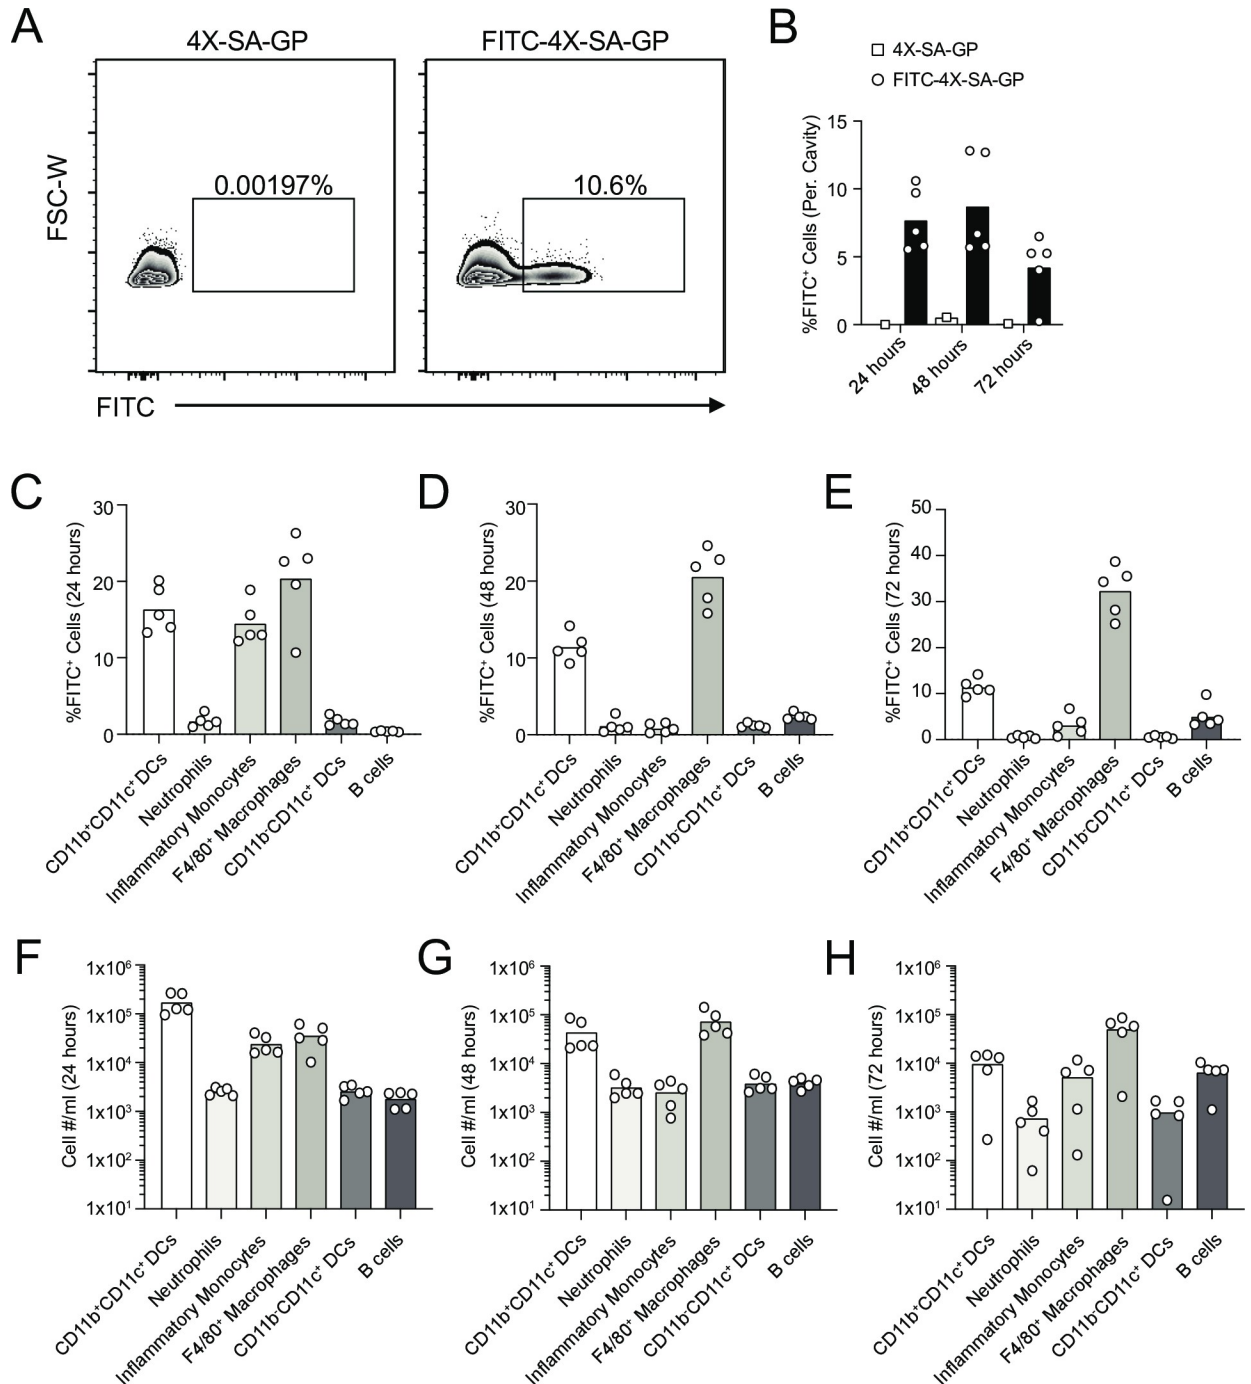 A
4X-SA-GP
FITC-4X-SA-GP
FSC-W
0.00197%
10.6%
FITC
B
4X-SA-GP
FITC-4X-SA-GP
%FITC⁺ Cells (Per. Cavity)
15
10
5
0
24 hours
48 hours
72 hours
C
%FITC⁺ Cells (24 hours)
30
20
10
0
CD11b⁺CD11c⁺ DCs
Neutrophils
Inflammatory Monocytes
F4/80⁺ Macrophages
CD11b⁻CD11c⁺ DCs
B cells
D
%FITC⁺ Cells (48 hours)
30
20
10
0
CD11b⁺CD11c⁺ DCs
Neutrophils
Inflammatory Monocytes
F4/80⁺ Macrophages
CD11b⁻CD11c⁺ DCs
B cells
E
%FITC⁺ Cells (72 hours)
50
40
30
20
10
0
CD11b⁺CD11c⁺ DCs
Neutrophils
Inflammatory Monocytes
F4/80⁺ Macrophages
CD11b⁻CD11c⁺ DCs
B cells
F
Cell #/ml (24 hours)
1x10⁶
1x10⁵
1x10⁴
1x10³
1x10²
1x10¹
CD11b⁺CD11c⁺ DCs
Neutrophils
Inflammatory Monocytes
F4/80⁺ Macrophages
CD11b⁻CD11c⁺ DCs
B cells
G
Cell #/ml (48 hours)
1x10⁶
1x10⁵
1x10⁴
1x10³
1x10²
1x10¹
CD11b⁺CD11c⁺ DCs
Neutrophils
Inflammatory Monocytes
F4/80⁺ Macrophages
CD11b⁻CD11c⁺ DCs
B cells
H
Cell #/ml (72 hours)
1x10⁶
1x10⁵
1x10⁴
1x10³
1x10²
1x10¹
CD11b⁺CD11c⁺ DCs
Neutrophils
Inflammatory Monocytes
F4/80⁺ Macrophages
CD11b⁻CD11c⁺ DCs
B cells